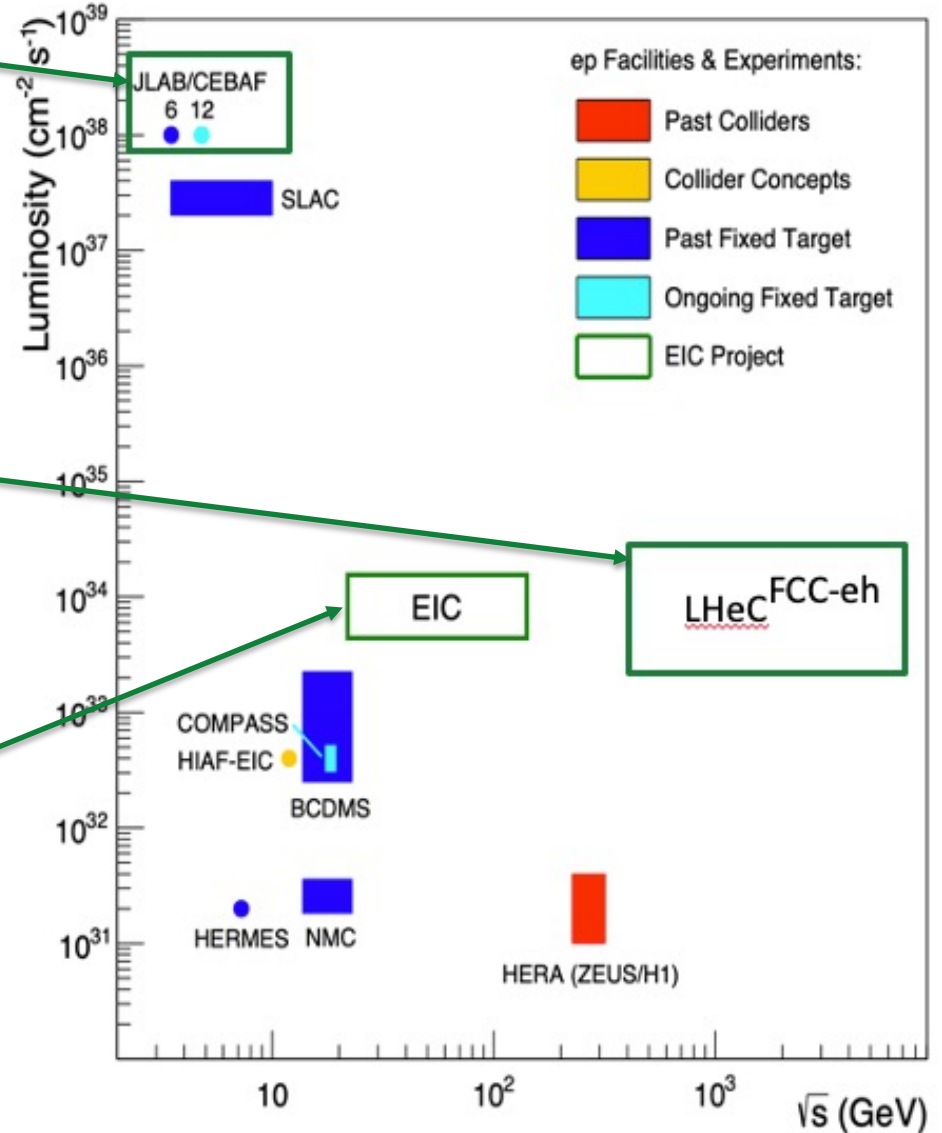 10^39
Luminosity (cm^-2 s^-1)
JLAB/CEBAF
6 12
10^38
SLAC
10^37
10^36
10^35
10^34
10^33
10^32
10^31
ep Facilities & Experiments:
Past Colliders
Collider Concepts
Past Fixed Target
Ongoing Fixed Target
EIC Project
EIC
LHeC FCC-eh
COMPASS
HIAF-EIC
BCDMS
HERMES NMC
HERA (ZEUS/H1)
10 10^2 10^3
√s (GeV)